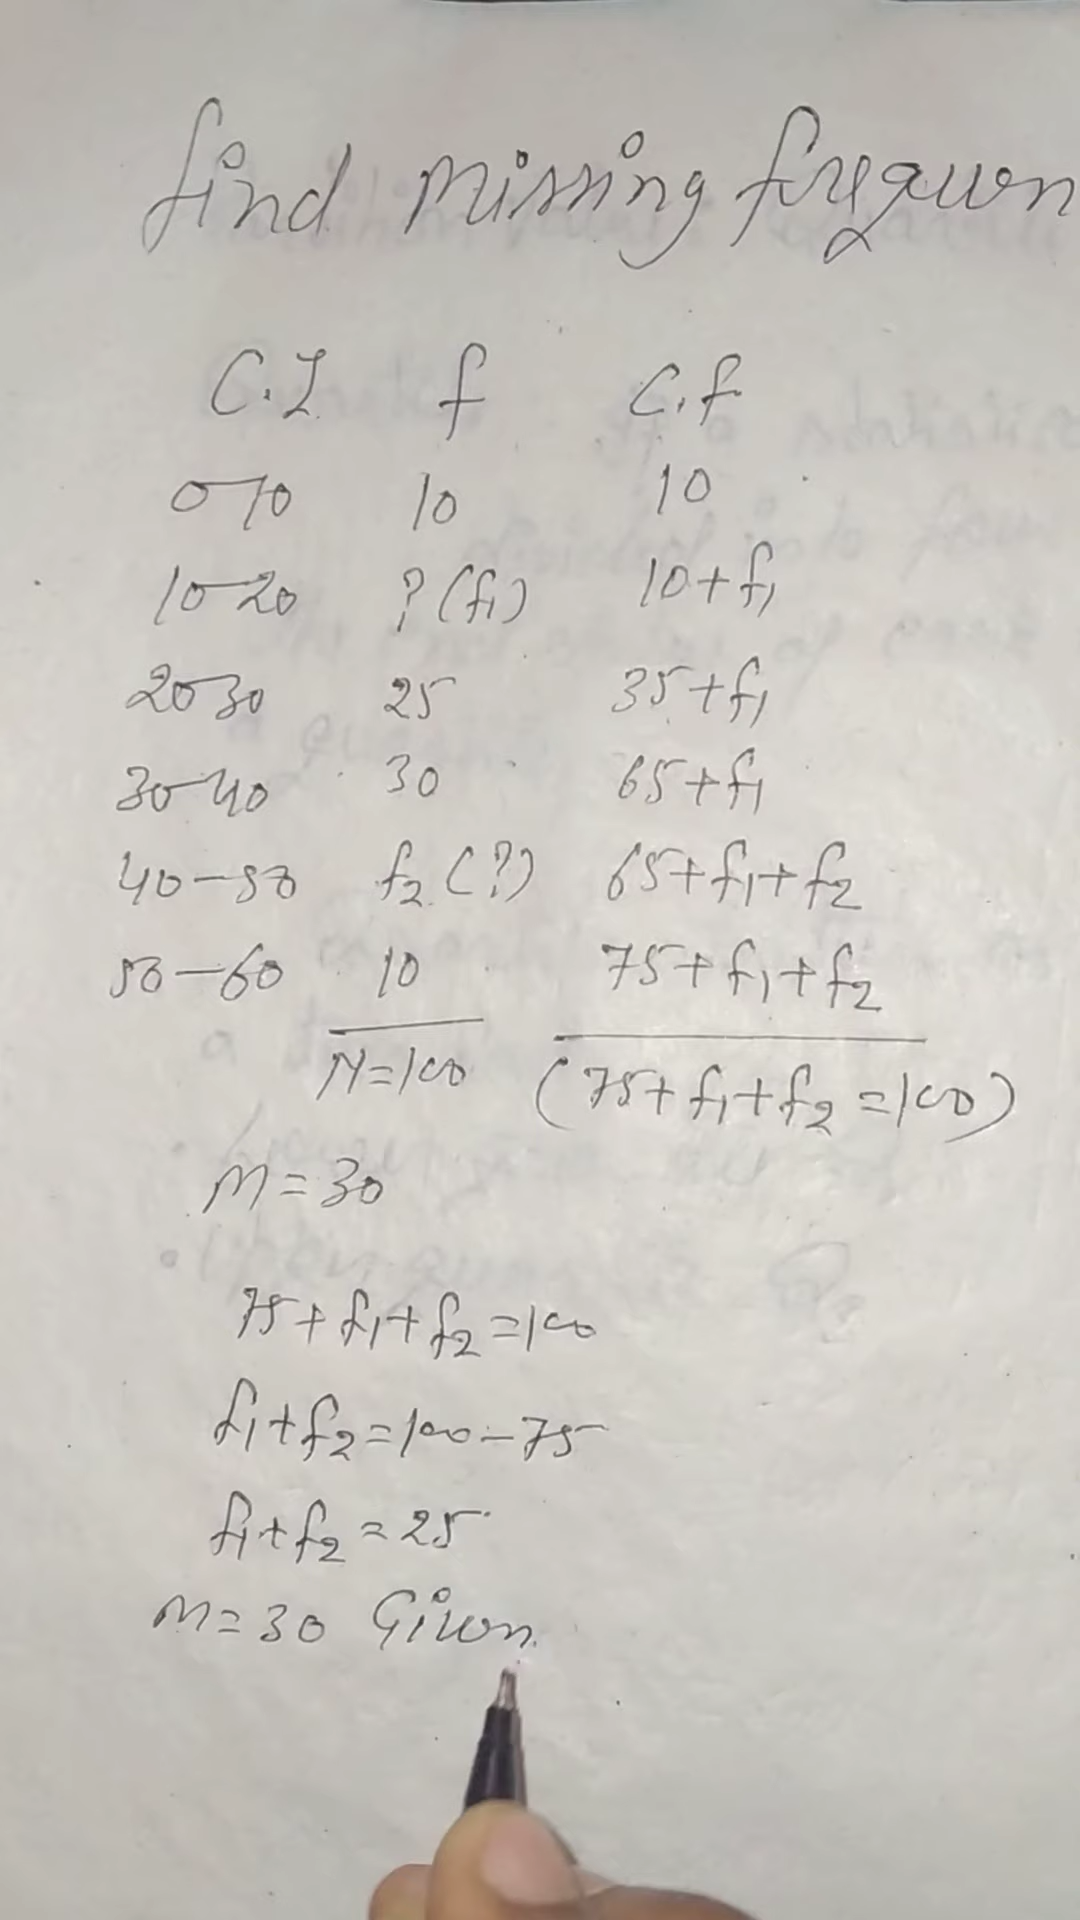 find missing
C.I f C.f
0-10 10 10
10-20 ? (f1) 10+f1
20-30 25 35+f1
30-40 30 65+f1
40-50 f2 (?) 65+f1+f2
50-60 10 75+f1+f2
N=100 (75+f1+f2=100)
M=30
75+f1+f2=100
f1+f2=100-75
f1+f2=25
M=30 Given